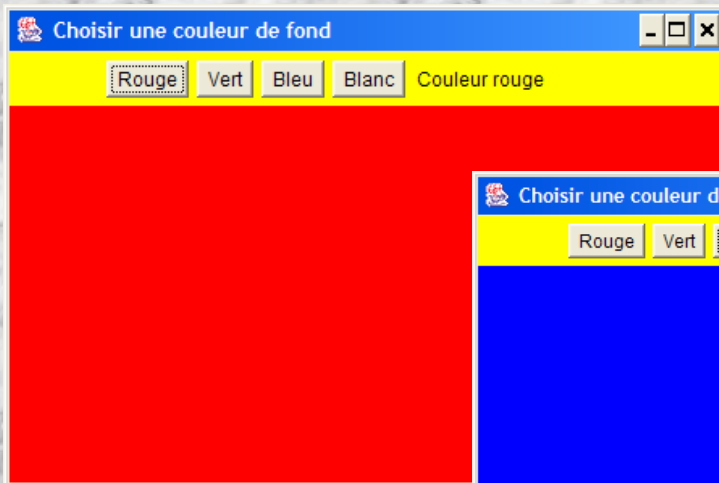 Choisir une couleur de fond
Rouge Vert Bleu Blanc Couleur rouge
Choisir une couleur d
Rouge Vert